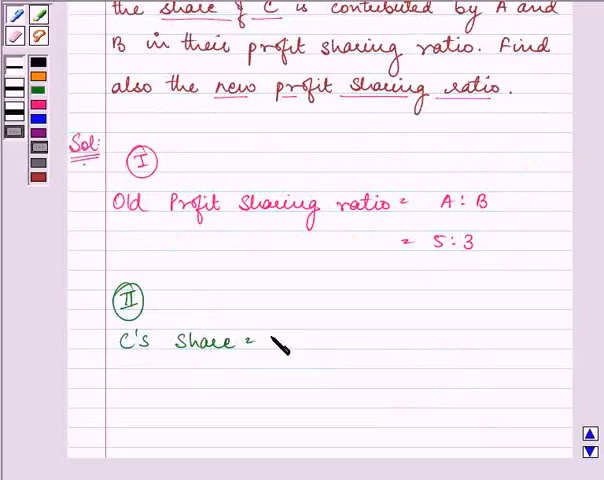 the share of C is contributed by A and
B in their profit sharing ratio. Find
also the new profit sharing ratio.
Sol:
I
Old Profit Sharing ratio = A : B
= 5 : 3
II
C's Share =